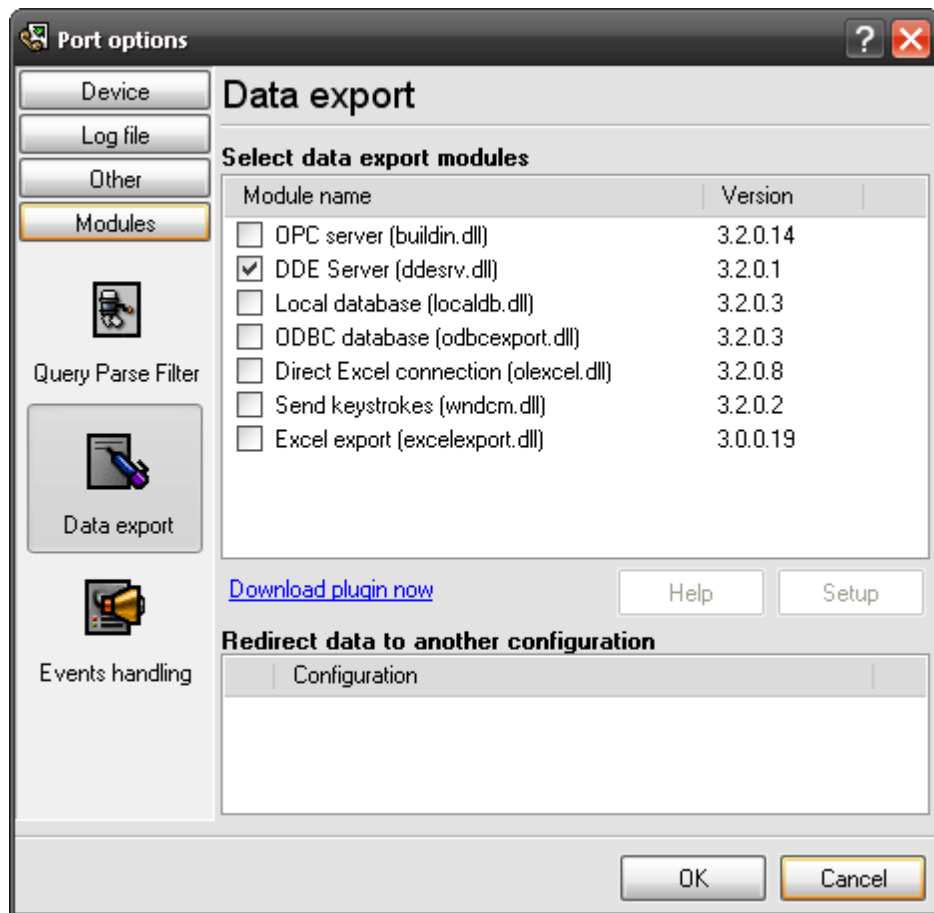 Port options
?
Device
Log file
Other
Modules
Query Parse Filter
Data export
Events handling
Data export
Select data export modules
Module name Version
OPC server (buildin.dll) 3.2.0.14
DDE Server (ddesrv.dll) 3.2.0.1
Local database (localdb.dll) 3.2.0.3
ODBC database (odbcexport.dll) 3.2.0.3
Direct Excel connection (olexcel.dll) 3.2.0.8
Send keystrokes (wndcm.dll) 3.2.0.2
Excel export (excelexport.dll) 3.0.0.19
Download plugin now Help Setup
Redirect data to another configuration
Configuration
OK Cancel